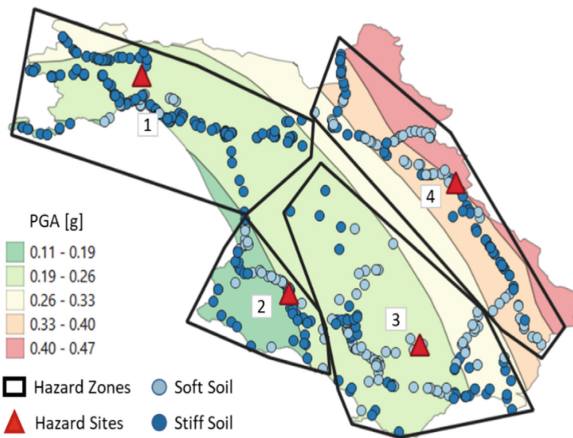 1
4
2
3
PGA [g]
0.11 - 0.19
0.19 - 0.26
0.26 - 0.33
0.33 - 0.40
0.40 - 0.47
Hazard Zones Soft Soil
Hazard Sites Stiff Soil